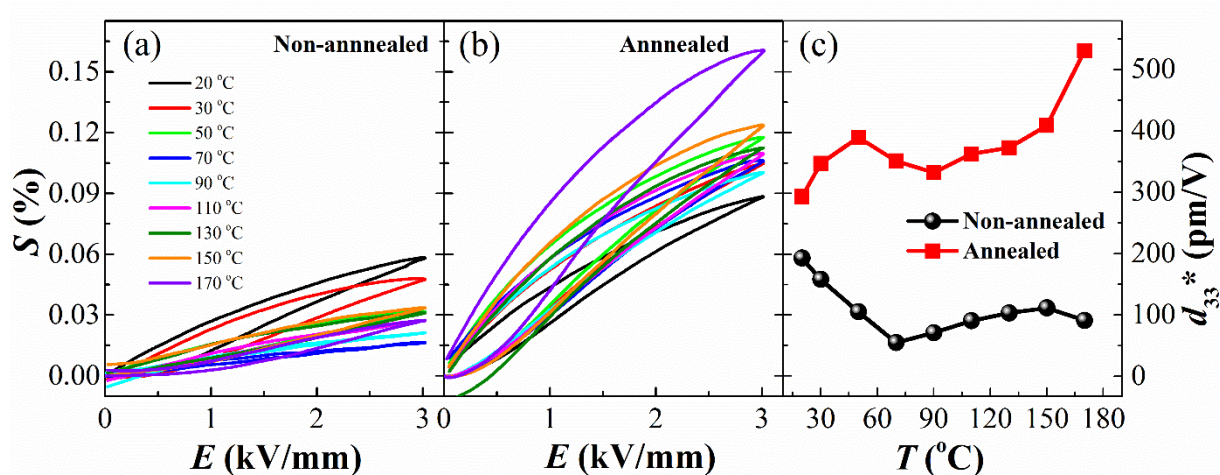 (a) Non-annnealed
20 °C
30 °C
50 °C
70 °C
90 °C
110 °C
130 °C
150 °C
170 °C
S (%)
0.15
0.12
0.09
0.06
0.03
0.00
0 1 2 3
E (kV/mm)
(b) Annnealed
0 1 2 3
E (kV/mm)
(c)
Non-annealed
Annealed
500
400
300
200
100
0
d33* (pm/V)
30 60 90 120 150 180
T (°C)